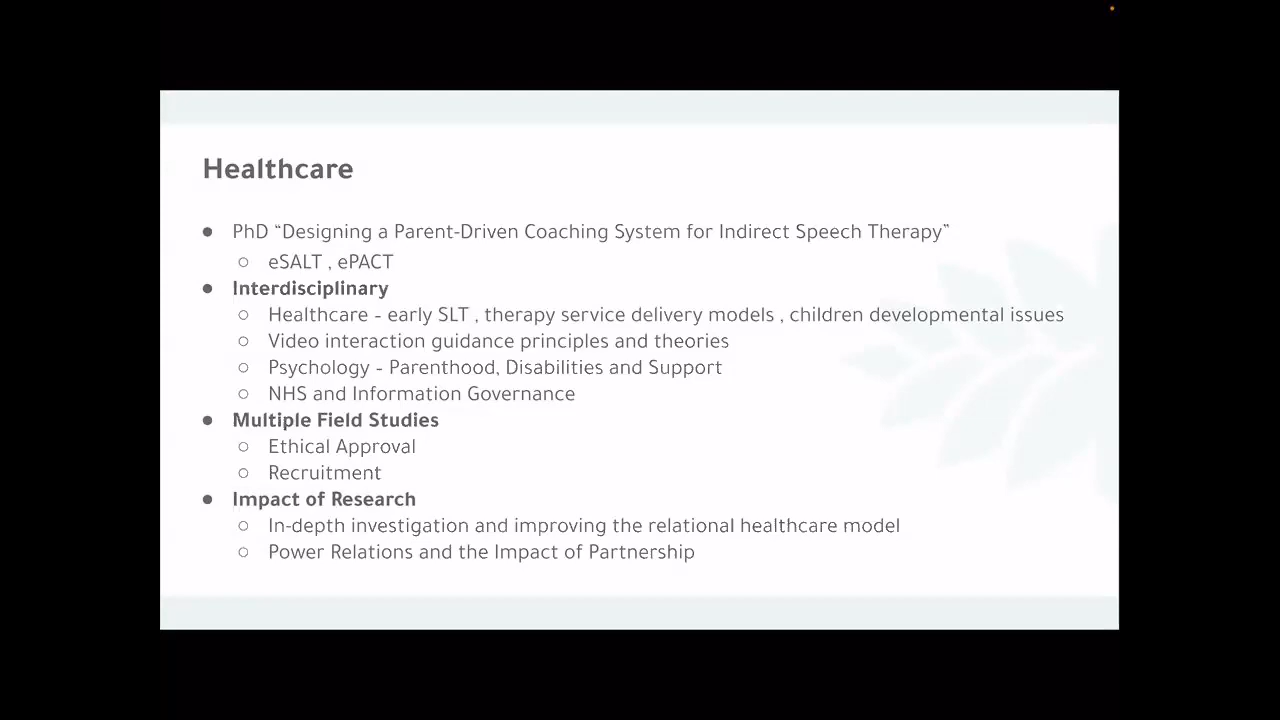 Healthcare
● PhD “Designing a Parent-Driven Coaching System for Indirect Speech Therapy”
○ eSALT , ePACT
● Interdisciplinary
○ Healthcare – early SLT , therapy service delivery models , children developmental issues
○ Video interaction guidance principles and theories
○ Psychology – Parenthood, Disabilities and Support
○ NHS and Information Governance
● Multiple Field Studies
○ Ethical Approval
○ Recruitment
● Impact of Research
○ In-depth investigation and improving the relational healthcare model
○ Power Relations and the Impact of Partnership